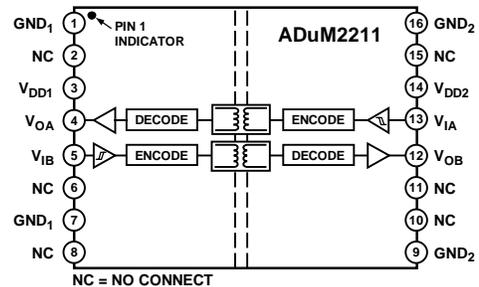 ADuM2211
PIN 1
INDICATOR
GND1 1
NC 2
VDD1 3
VOA 4
VIB 5
NC 6
GND1 7
NC 8
16 GND2
15 NC
14 VDD2
13 VIA
12 VOB
11 NC
10 NC
9 GND2
DECODE ENCODE
ENCODE DECODE
NC = NO CONNECT